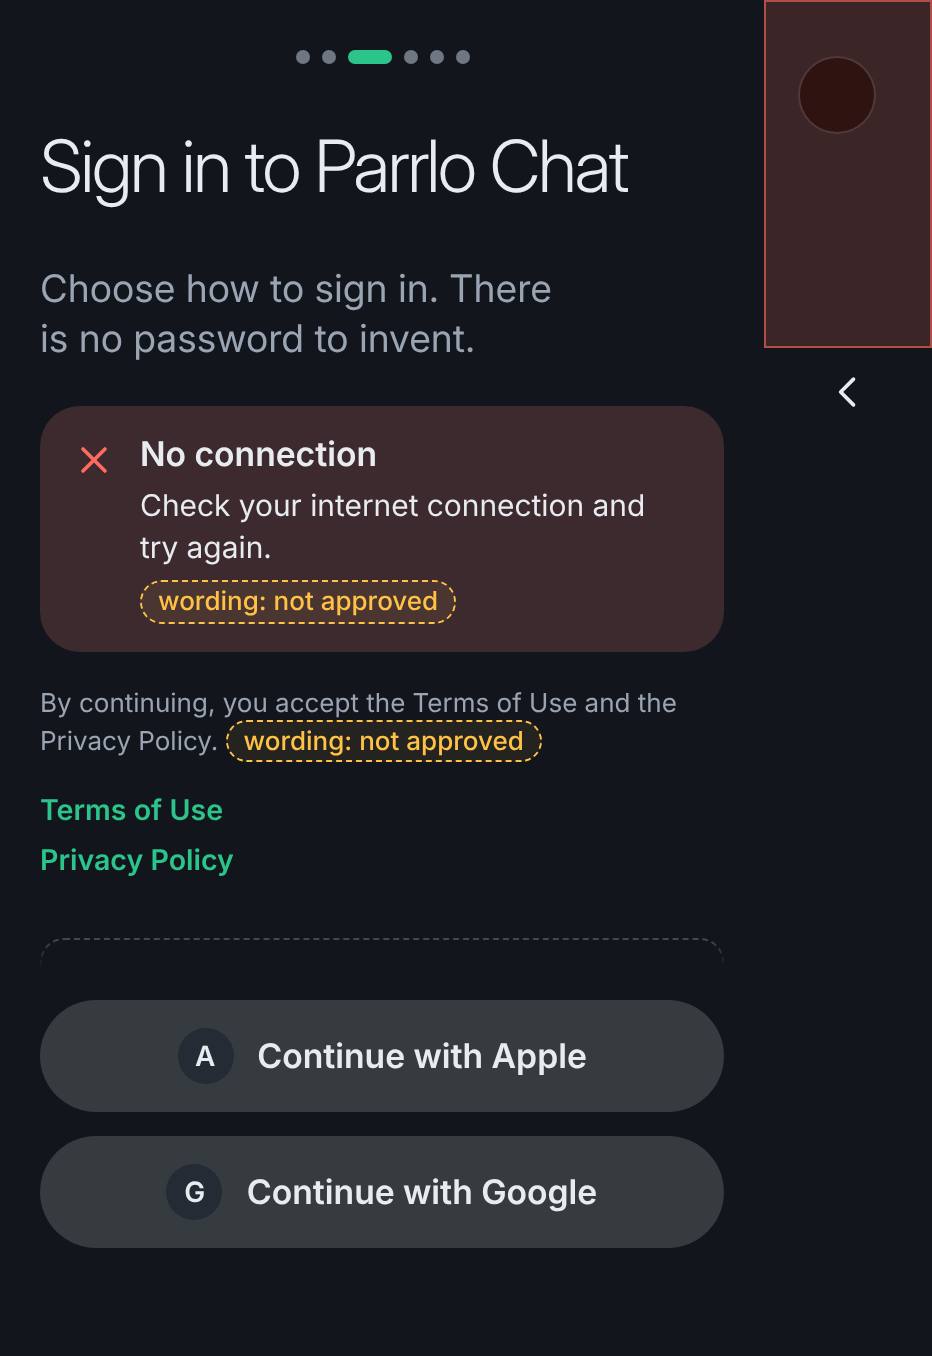 Sign in to Parrlo Chat
Choose how to sign in. There
is no password to invent.
No connection
Check your internet connection and
try again.
wording: not approved
By continuing, you accept the Terms of Use and the
Privacy Policy. wording: not approved
Terms of Use
Privacy Policy
A Continue with Apple
G Continue with Google